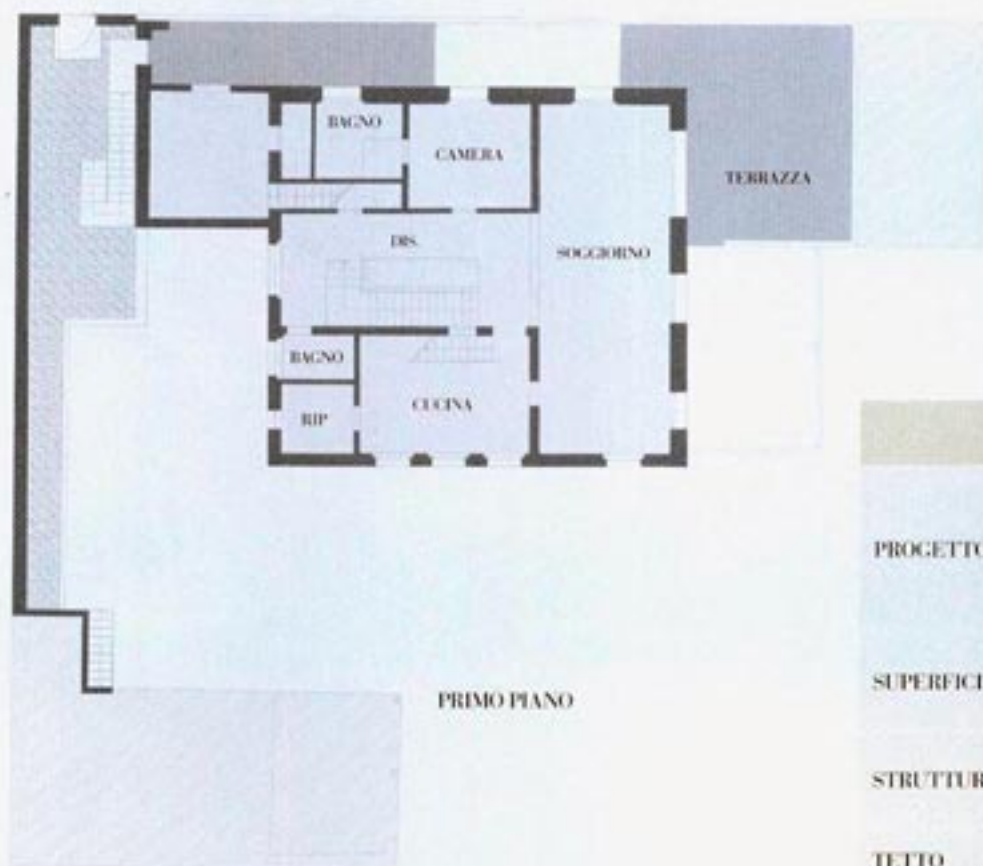 BAGNO
CAMERA
TERRAZZA
DIS.
SOGGIORNO
BAGNO
CUCINA
RIP
PROGETTO
SUPERFICI
PRIMO PIANO
STRUTTUR
TETTO